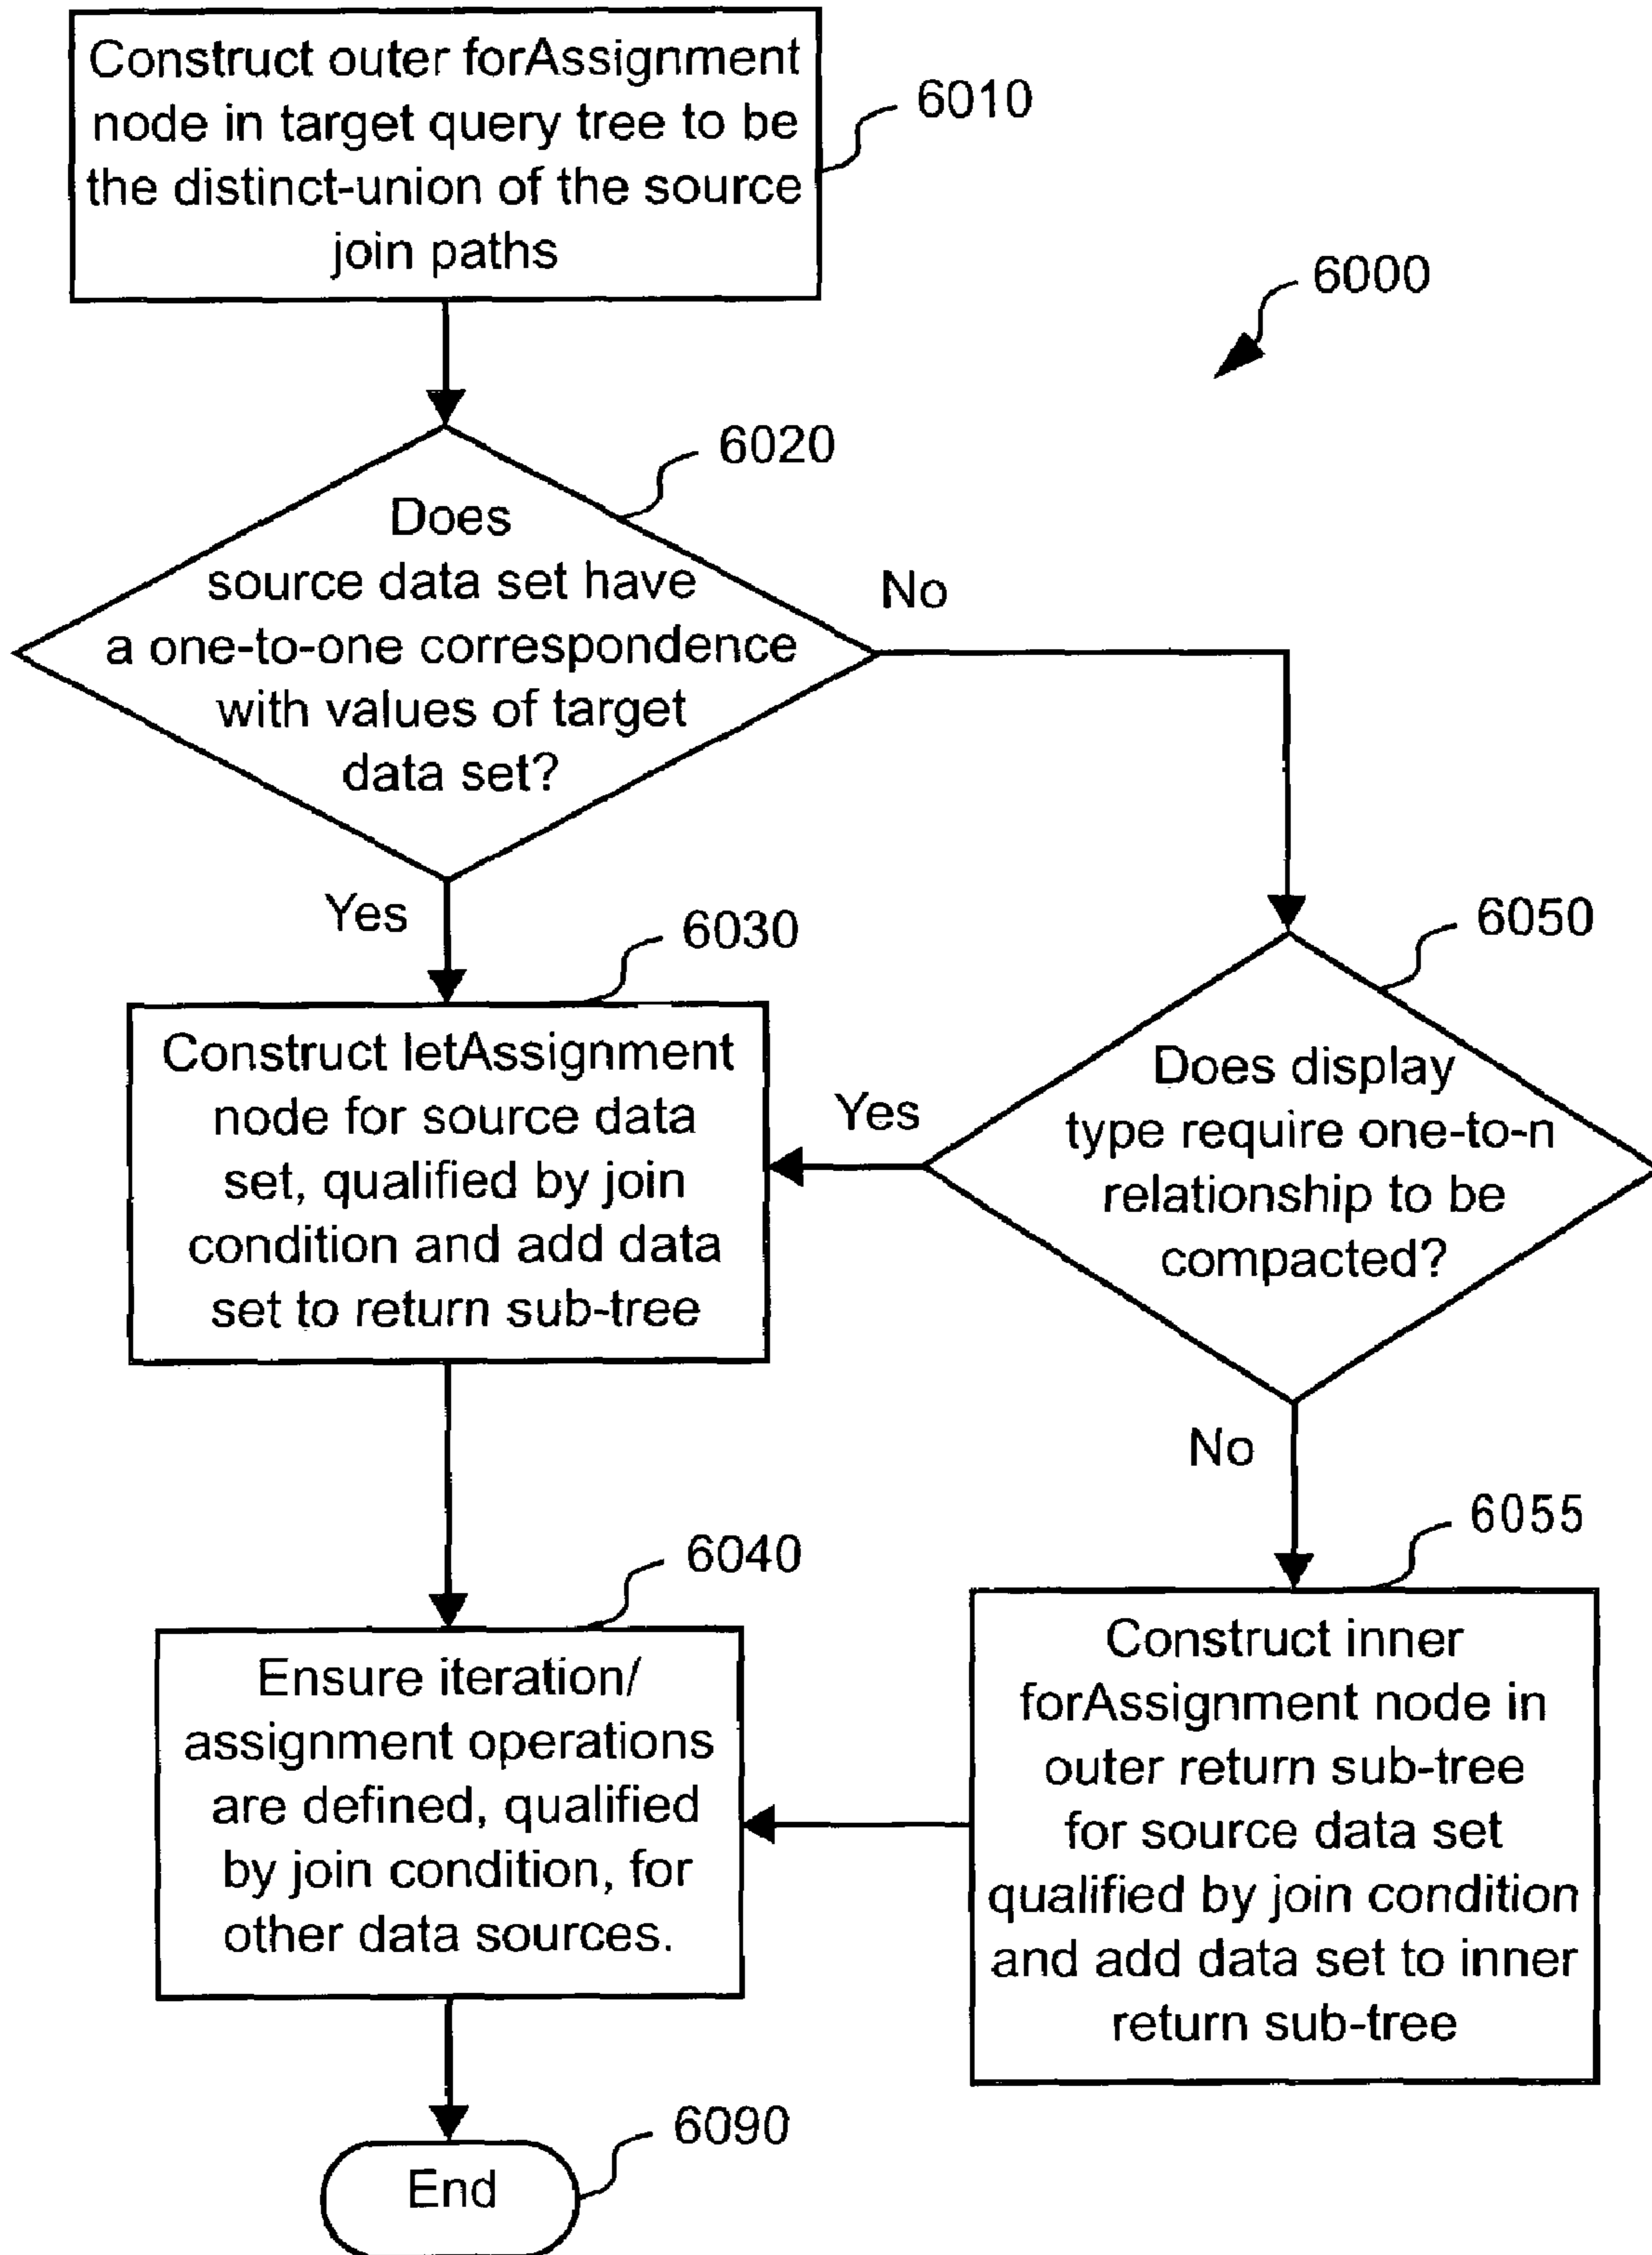 Construct outer forAssignment
node in target query tree to be
the distinct-union of the source
join paths
6010
6000
6020
Does
source data set have
a one-to-one correspondence
with values of target
data set?
No
Yes
6030
Construct letAssignment
node for source data
set, qualified by join
condition and add data
set to return sub-tree
6050
Does display
type require one-to-n
relationship to be
compacted?
Yes
No
6055
Construct inner
forAssignment node in
outer return sub-tree
for source data set
qualified by join condition
and add data set to inner
return sub-tree
6040
Ensure iteration/
assignment operations
are defined, qualified
by join condition, for
other data sources.
6090
End